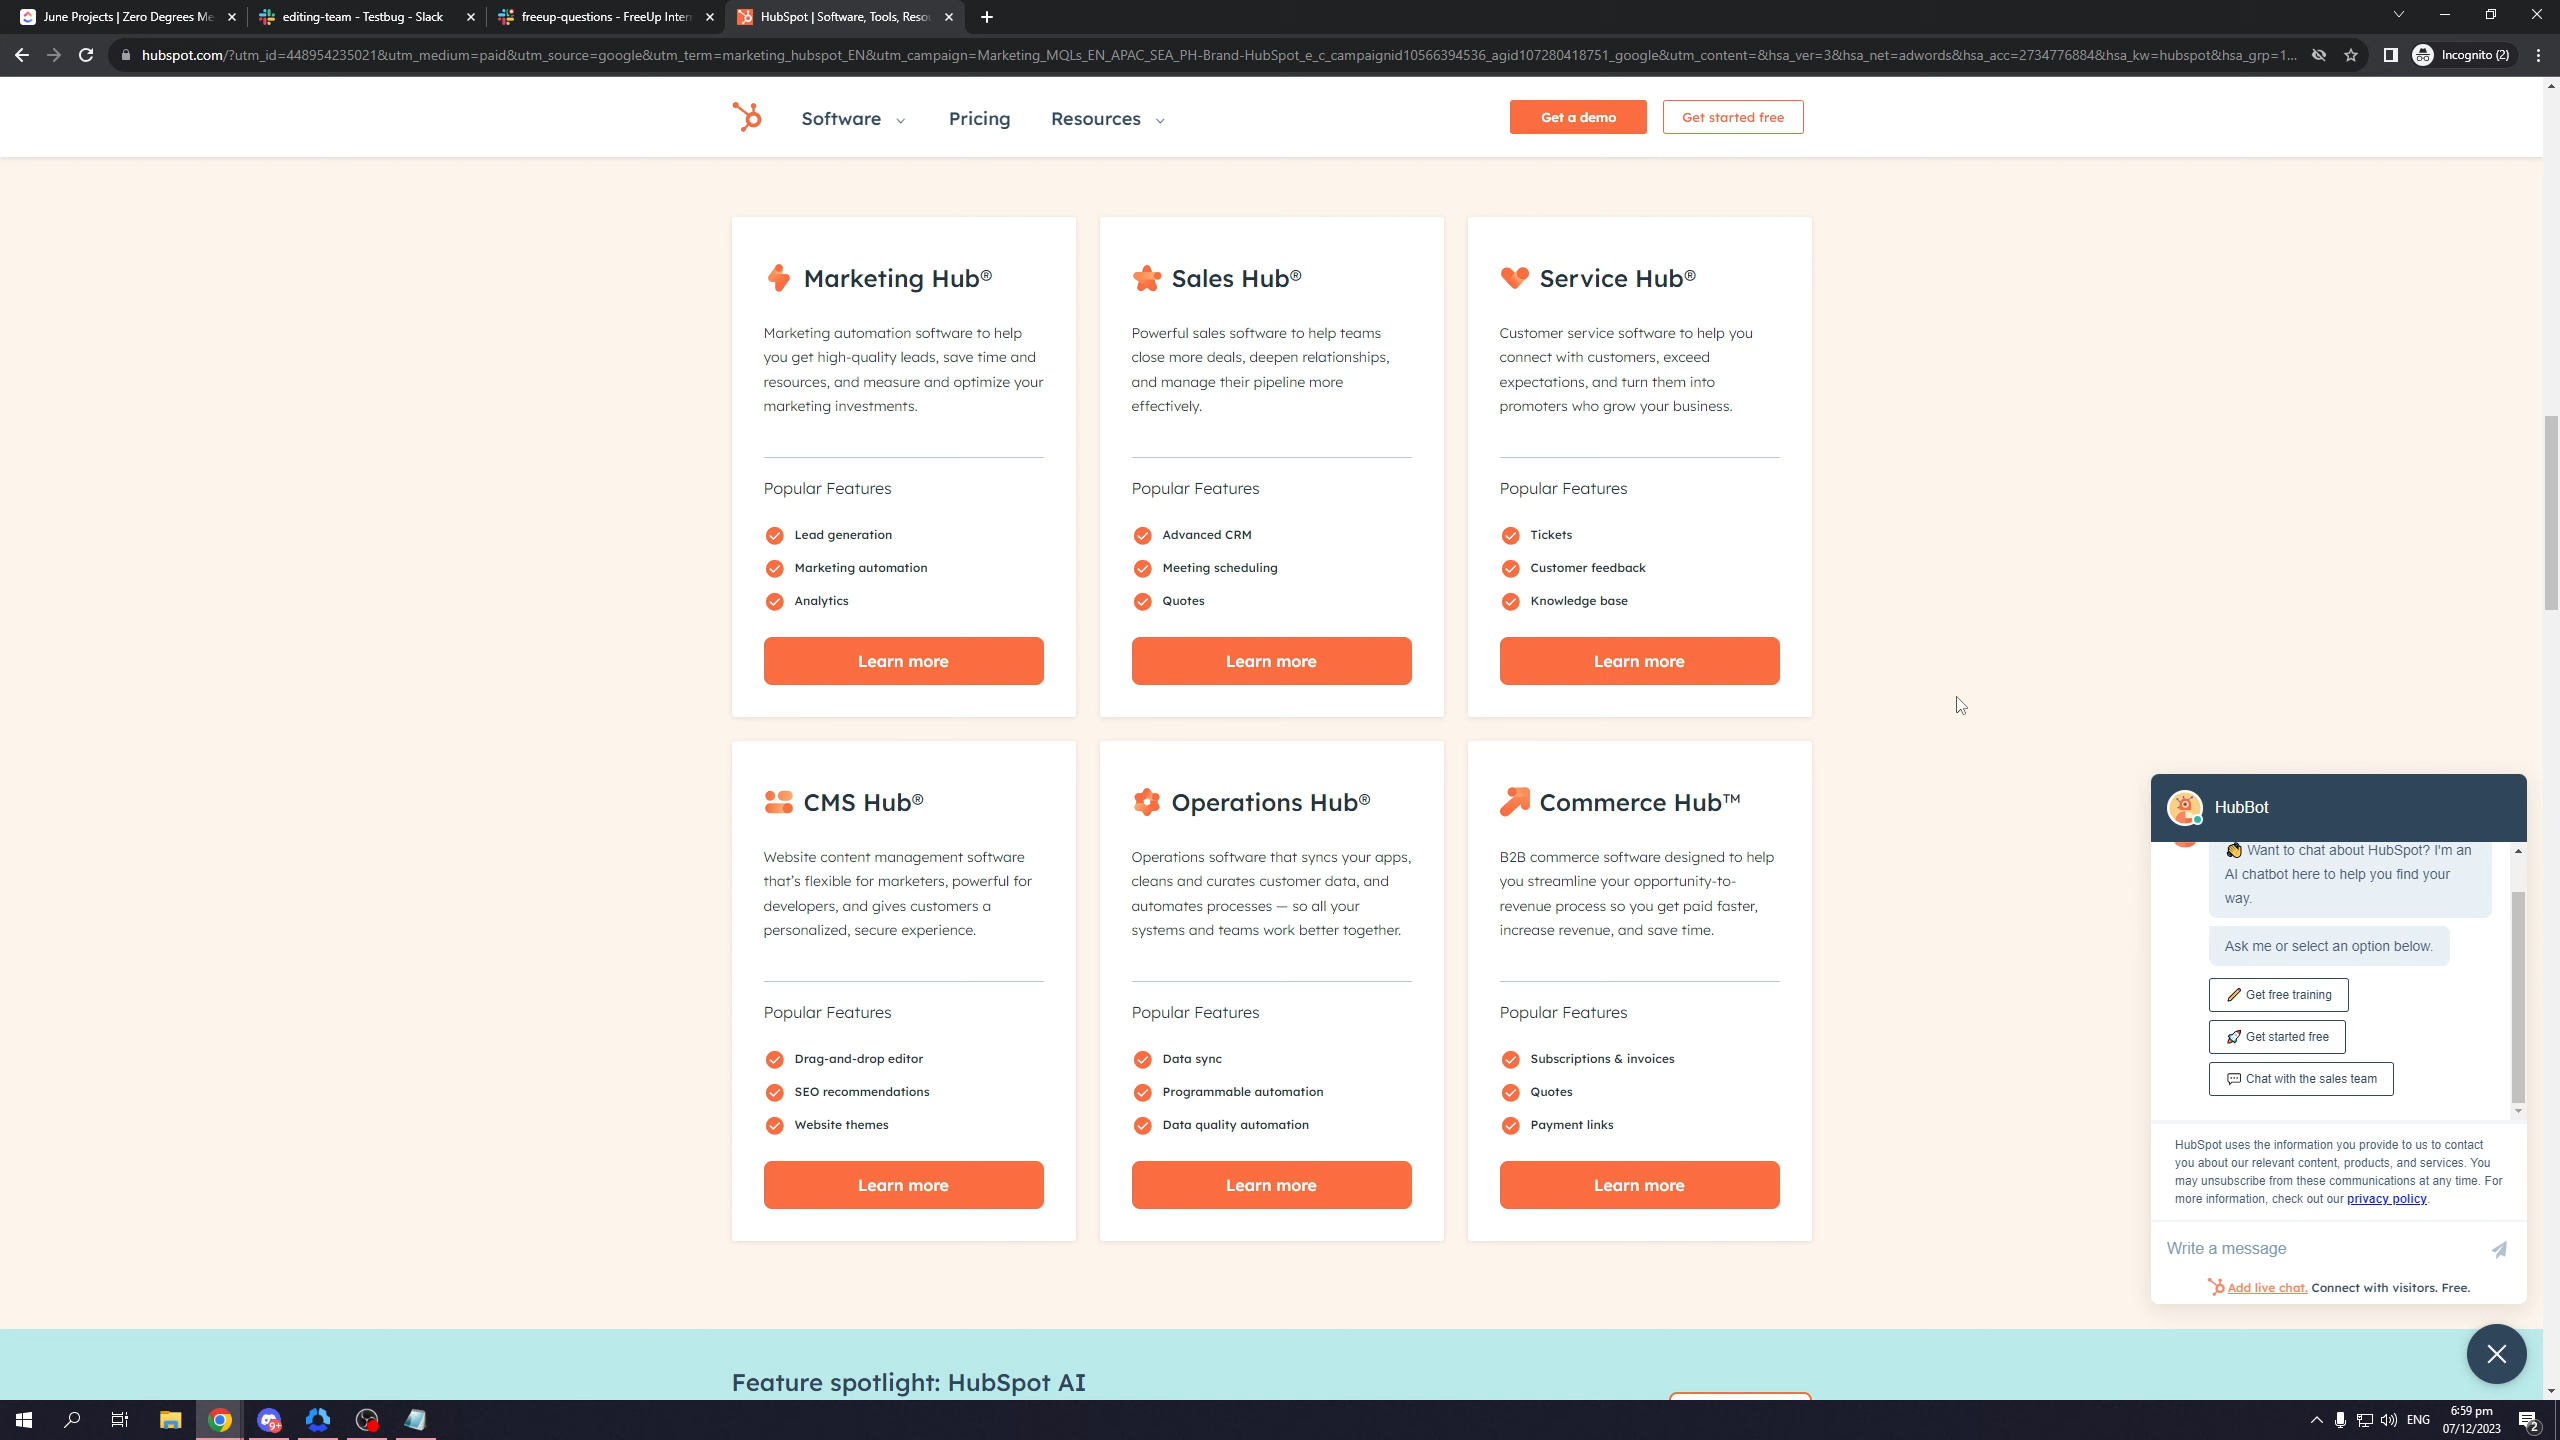 June Projects | Zero Degrees Me
editing-team - Testbug - Slack
freeup-questions - FreeUp Inter
HubSpot | Software, Tools, Reso
hubspot.com/?utm_id=448954235021&utm_medium=paid&utm_source=google&utm_term=marketing_hubspot_EN&utm_campaign=Marketing_MQLs_EN_APAC_SEA_PH-Brand-HubSpot_e_c_campaignid10566394536_agid107280418751_google&utm_content=&hsa_ver=3&hsa_net=adwords&hsa_acc=2734776884&hsa_kw=hubspot&hsa_grp=1...
Incognito (2)
Software
Pricing
Resources
Get a demo
Get started free
Marketing Hub®
Marketing automation software to help
you get high-quality leads, save time and
resources, and measure and optimize your
marketing investments.
Popular Features
Lead generation
Marketing automation
Analytics
Learn more
Sales Hub®
Powerful sales software to help teams
close more deals, deepen relationships,
and manage their pipeline more
effectively.
Popular Features
Advanced CRM
Meeting scheduling
Quotes
Learn more
Service Hub®
Customer service software to help you
connect with customers, exceed
expectations, and turn them into
promoters who grow your business.
Popular Features
Tickets
Customer feedback
Knowledge base
Learn more
CMS Hub®
Website content management software
that's flexible for marketers, powerful for
developers, and gives customers a
personalized, secure experience.
Popular Features
Drag-and-drop editor
SEO recommendations
Website themes
Learn more
Operations Hub®
Operations software that syncs your apps,
cleans and curates customer data, and
automates processes — so all your
systems and teams work better together.
Popular Features
Data sync
Programmable automation
Data quality automation
Learn more
Commerce Hub™
B2B commerce software designed to help
you streamline your opportunity-to-
revenue process so you get paid faster,
increase revenue, and save time.
Popular Features
Subscriptions & invoices
Quotes
Payment links
Learn more
HubBot
👋 Want to chat about HubSpot? I'm an
AI chatbot here to help you find your
way.
Ask me or select an option below.
Get free training
Get started free
Chat with the sales team
HubSpot uses the information you provide to us to contact
you about our relevant content, products, and services. You
may unsubscribe from these communications at any time. For
more information, check out our privacy policy.
Write a message
Add live chat. Connect with visitors. Free.
Feature spotlight: HubSpot AI
9+
ENG
6:59 pm
07/12/2023
2